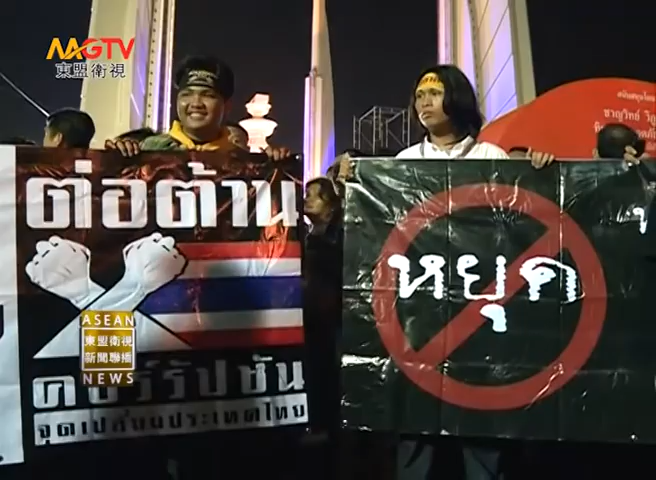 NAGTV
東盟衛視
ต่อต้าน
คอร์รัปชัน
จุดเปลี่ยนประเทศไทย
หยุด
ASEAN
東盟衛視
新聞聯播
NEWS